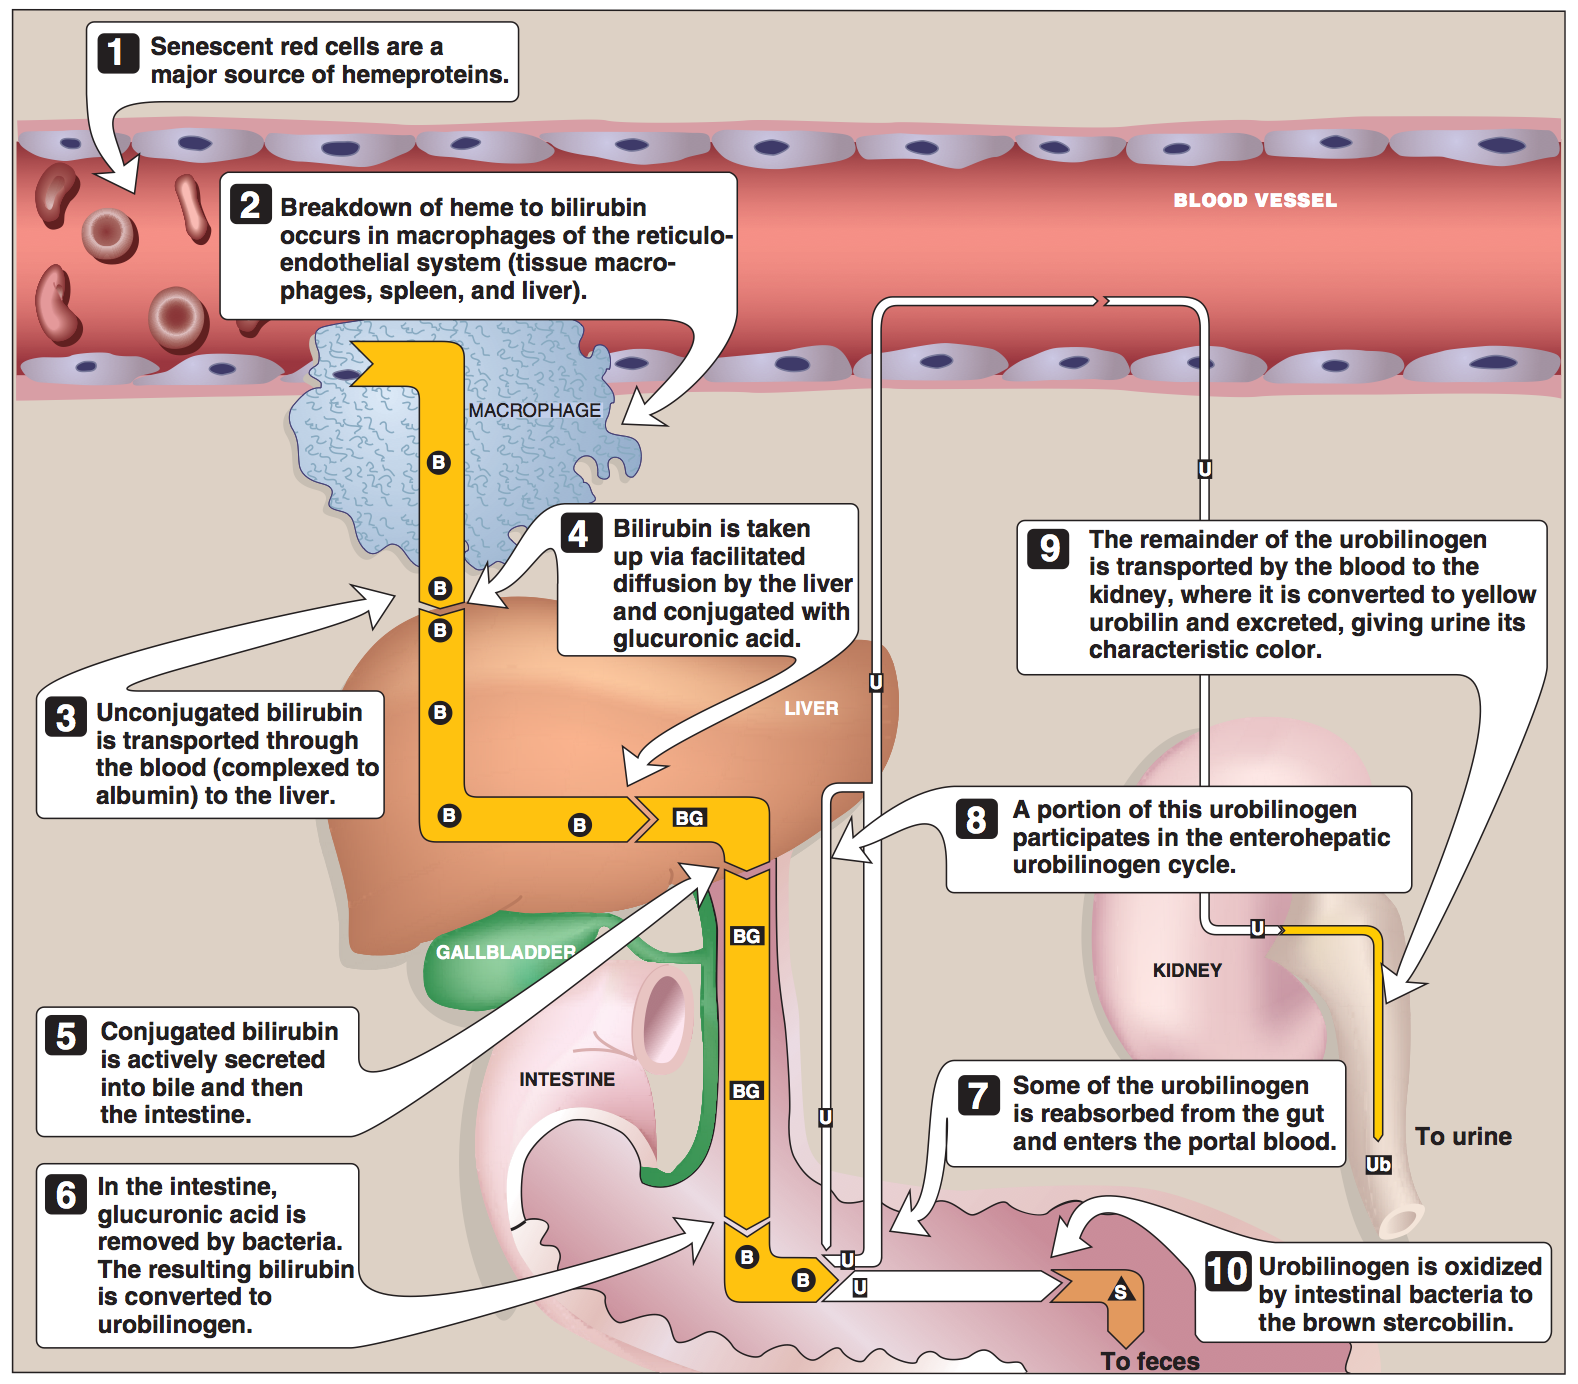 1
Senescent red cells are a
major source of hemeproteins.
BLOOD VESSEL
2
Breakdown of heme to bilirubin
occurs in macrophages of the reticulo-
endothelial system (tissue macro-
phages, spleen, and liver).
MACROPHAGE
B
B
B
B
B
B
3
Unconjugated bilirubin
is transported through
the blood (complexed to
albumin) to the liver.
4
Bilirubin is taken
up via facilitated
diffusion by the liver
and conjugated with
glucuronic acid.
LIVER
BG
BG
BG
GALLBLADDER
INTESTINE
5
Conjugated bilirubin
is actively secreted
into bile and then
the intestine.
6
In the intestine,
glucuronic acid is
removed by bacteria.
The resulting bilirubin
is converted to
urobilinogen.
B
B
U
U
U
U
7
Some of the urobilinogen
is reabsorbed from the gut
and enters the portal blood.
8
A portion of this urobilinogen
participates in the enterohepatic
urobilinogen cycle.
U
9
The remainder of the urobilinogen
is transported by the blood to the
kidney, where it is converted to yellow
urobilin and excreted, giving urine its
characteristic color.
U
KIDNEY
To urine
Ub
10
Urobilinogen is oxidized
by intestinal bacteria to
the brown stercobilin.
S
To feces